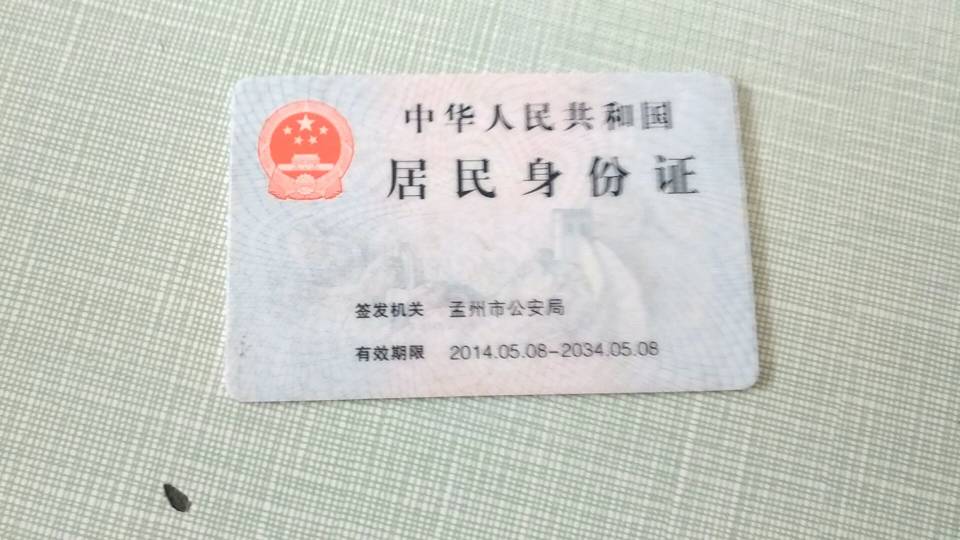 中华人民共和国
居民身份证
签发机关 孟州市公安局
有效期限 2014.05.08-2034.05.08